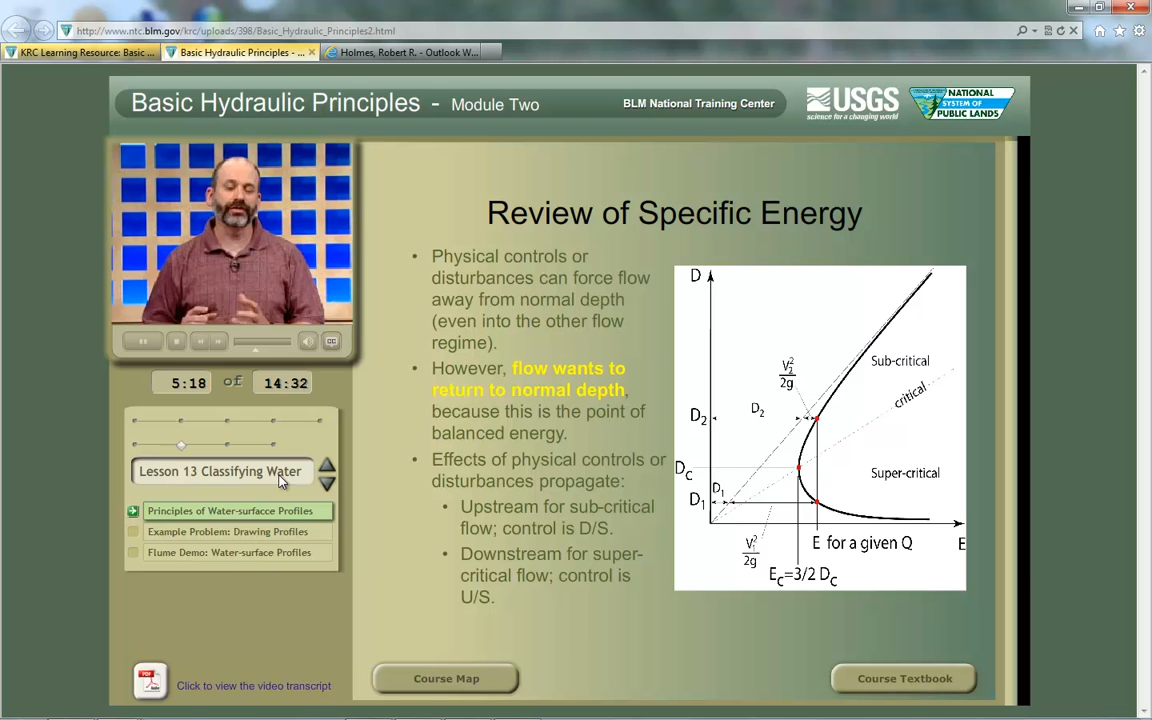 http://www.ntc.blm.gov/krc/uploads/398/Basic_Hydraulic_Principles2.html
KRC Learning Resource: Basic ...
Basic Hydraulic Principles - ...
Holmes, Robert R. - Outlook W...
Basic Hydraulic Principles - Module Two
BLM National Training Center
USGS
science for a changing world
NATIONAL
SYSTEM OF
PUBLIC LANDS
5:18 of 14:32
Lesson 13 Classifying Water
Principles of Water-surfacce Profiles
Example Problem: Drawing Profiles
Flume Demo: Water-surface Profiles
PDF
Click to view the video transcript
Review of Specific Energy
• Physical controls or
disturbances can force flow
away from normal depth
(even into the other flow
regime).
• However, flow wants to
return to normal depth,
because this is the point of
balanced energy.
• Effects of physical controls or
disturbances propagate:
• Upstream for sub-critical
flow; control is D/S.
• Downstream for super-
critical flow; control is
U/S.
D
Sub-critical
V₂²
2g
critical
D₂
D₂
Dc
Super-critical
D₁
D₁
V₁²
2g
E for a given Q
E
Ec=3/2 Dc
Course Map
Course Textbook
CC